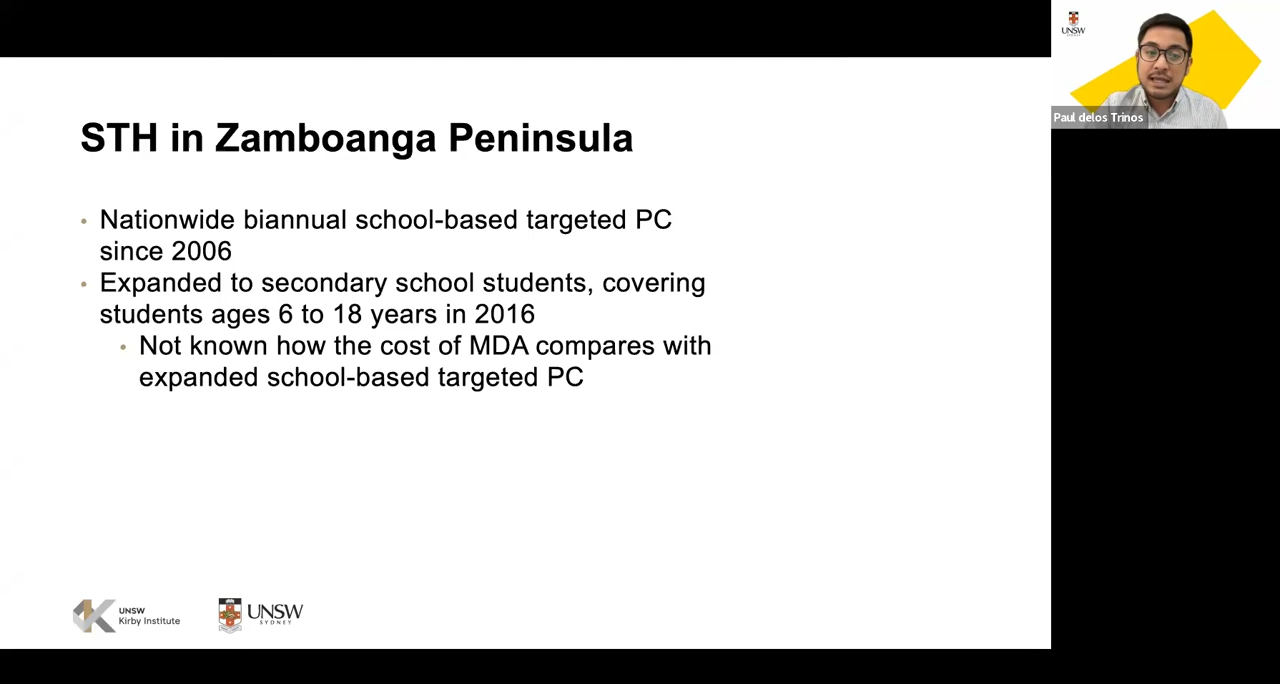 STH in Zamboanga Peninsula
• Nationwide biannual school-based targeted PC
since 2006
• Expanded to secondary school students, covering
students ages 6 to 18 years in 2016
• Not known how the cost of MDA compares with
expanded school-based targeted PC
UNSW
Kirby Institute
UNSW
SYDNEY
UNSW
SYDNEY
Paul delos Trinos